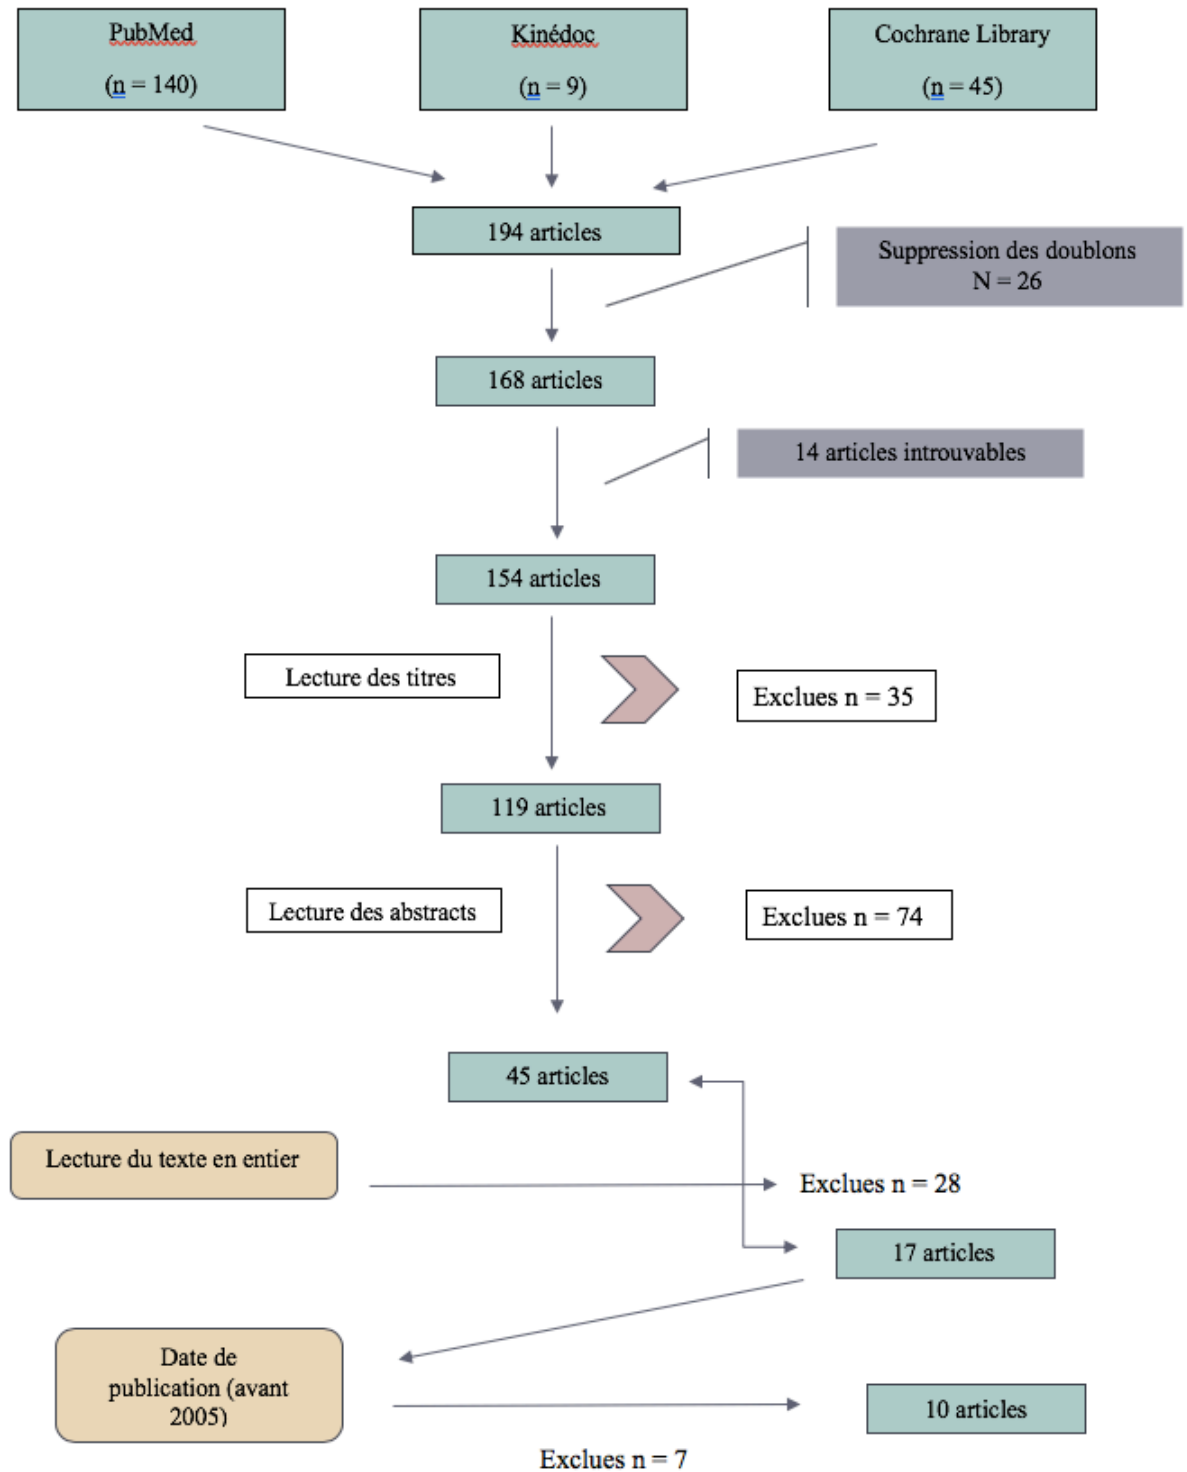 PubMed
(n = 140)
Kinédoc
(n = 9)
Cochrane Library
(n = 45)
194 articles
Suppression des doublons
N = 26
168 articles
14 articles introuvables
154 articles
Lecture des titres
Exclues n = 35
119 articles
Lecture des abstracts
Exclues n = 74
45 articles
Lecture du texte en entier
Exclues n = 28
17 articles
Date de
publication (avant
2005)
10 articles
Exclues n = 7